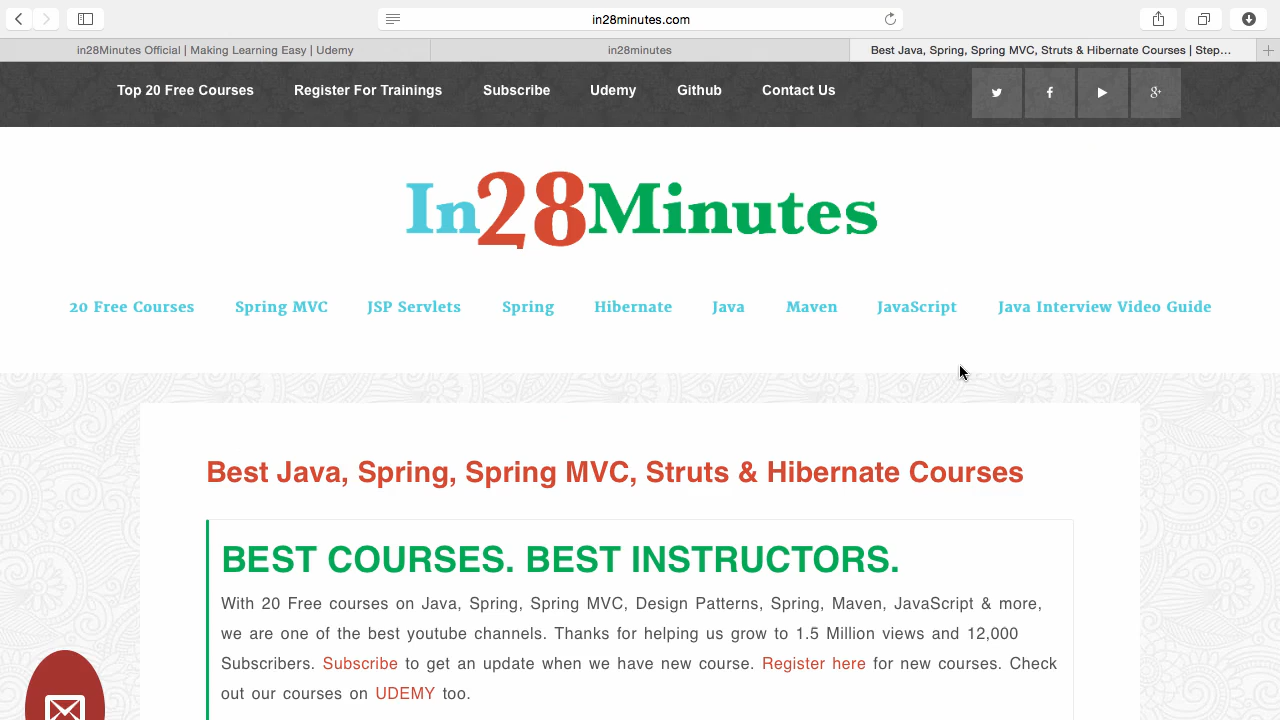 in28minutes.com
in28Minutes Official | Making Learning Easy | Udemy
in28minutes
Best Java, Spring, Spring MVC, Struts & Hibernate Courses | Step…
Top 20 Free Courses
Register For Trainings
Subscribe
Udemy
Github
Contact Us
In28Minutes
20 Free Courses
Spring MVC
JSP Servlets
Spring
Hibernate
Java
Maven
JavaScript
Java Interview Video Guide
Best Java, Spring, Spring MVC, Struts & Hibernate Courses
BEST COURSES. BEST INSTRUCTORS.
With 20 Free courses on Java, Spring, Spring MVC, Design Patterns, Spring, Maven, JavaScript & more,
we are one of the best youtube channels. Thanks for helping us grow to 1.5 Million views and 12,000
Subscribers. Subscribe to get an update when we have new course. Register here for new courses. Check
out our courses on UDEMY too.